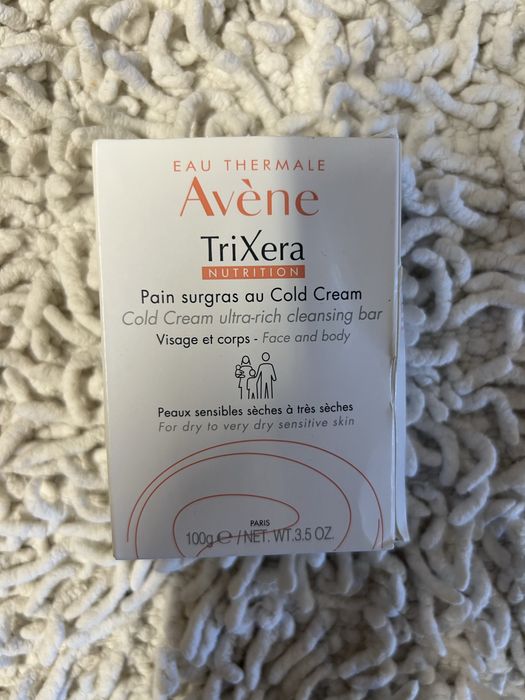 EAU THERMALE
Avène
TriXera
NUTRITION
Pain surgras au Cold Cream
Cold Cream ultra-rich cleansing bar
Visage et corps - Face and body
Peaux sensibles sèches à très sèches
For dry to very dry sensitive skin
PARIS
100g ℮ / NET. WT.3.5 OZ.